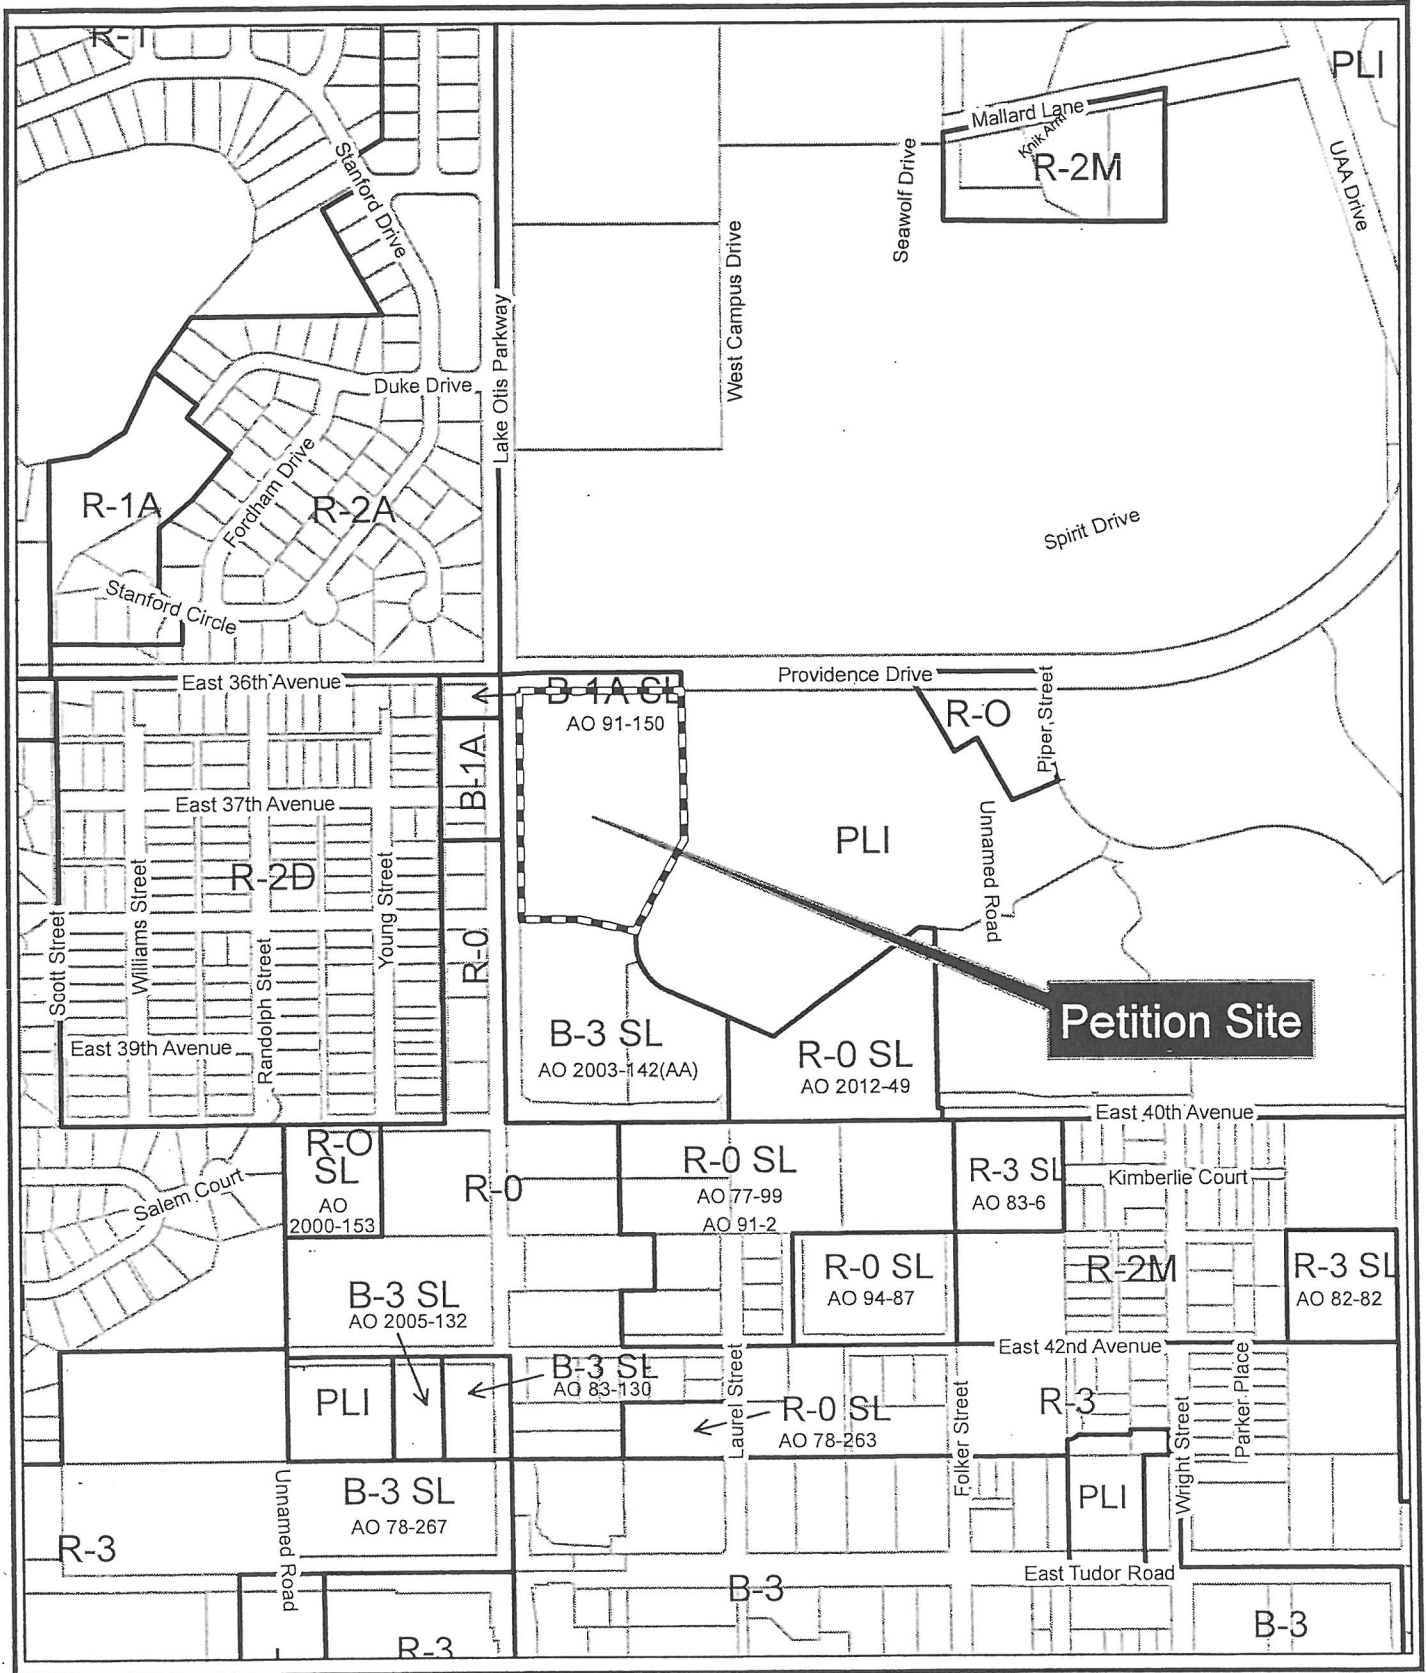 R-1
PLI
Mallard Lane
Knik Arm
R-2M
Stanford Drive
Seawolf Drive
UAA Drive
West Campus Drive
Lake Otis Parkway
Duke Drive
Fordham Drive
R-1A
R-2A
Spirit Drive
Stanford Circle
East 36th Avenue
Providence Drive
B-1A SL
AO 91-150
R-O
Piper Street
B-1A
East 37th Avenue
PLI
Unnamed Road
R-2D
Scott Street
Williams Street
Randolph Street
Young Street
R-0
Petition Site
B-3 SL
AO 2003-142(AA)
R-0 SL
AO 2012-49
East 39th Avenue
East 40th Avenue
R-O
SL
AO
2000-153
Salem Court
R-0
R-0 SL
AO 77-99
AO 91-2
R-3 SL
AO 83-6
Kimberlie Court
B-3 SL
AO 2005-132
R-0 SL
AO 94-87
R-2M
R-3 SL
AO 82-82
East 42nd Avenue
PLI
B-3 SL
AO 83-130
Laurel Street
R-0 SL
AO 78-263
Folker Street
R-3
Wright Street
Parker Place
Unnamed Road
B-3 SL
AO 78-267
PLI
R-3
East Tudor Road
B-3
B-3
R-3